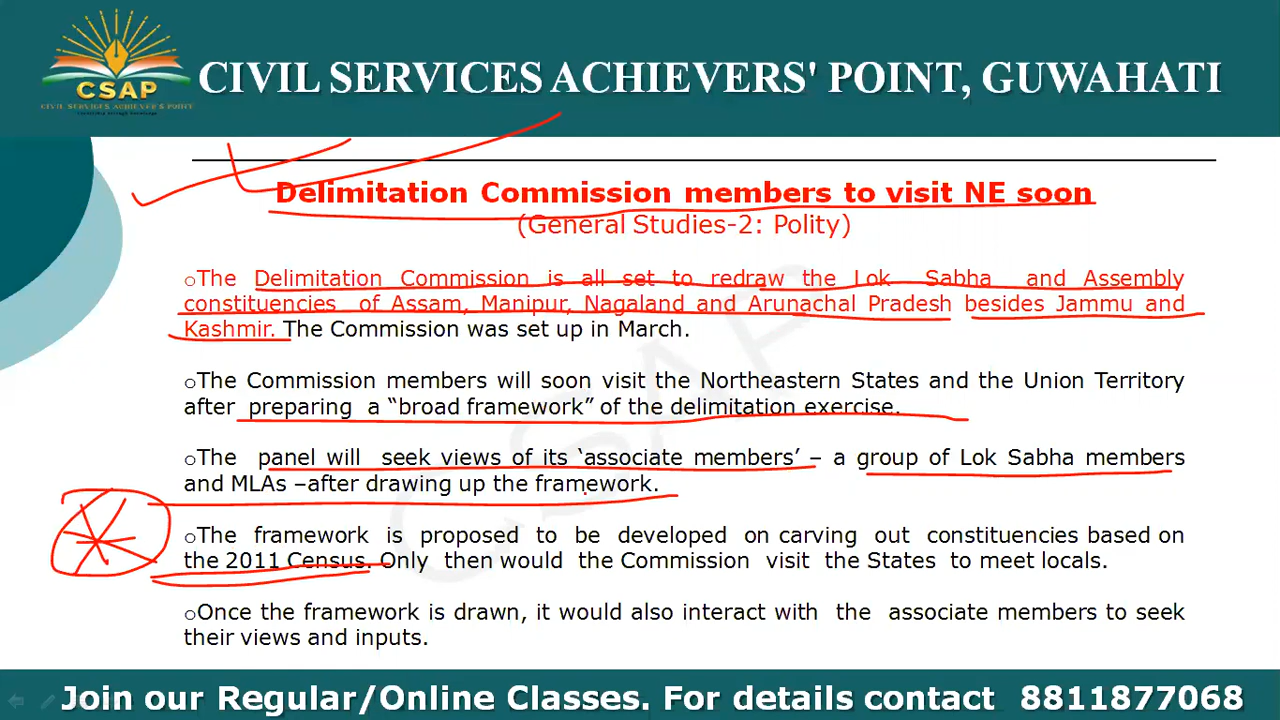 CSAP
CIVIL SERVICES ACHIEVER'S POINT
CIVIL SERVICES ACHIEVERS' POINT, GUWAHATI
Delimitation Commission members to visit NE soon
(General Studies-2: Polity)
oThe Delimitation Commission is all set to redraw the Lok Sabha and Assembly
constituencies of Assam, Manipur, Nagaland and Arunachal Pradesh besides Jammu and
Kashmir. The Commission was set up in March.
oThe Commission members will soon visit the Northeastern States and the Union Territory
after preparing a “broad framework” of the delimitation exercise.
oThe panel will seek views of its ‘associate members’ – a group of Lok Sabha members
and MLAs –after drawing up the framework.
oThe framework is proposed to be developed on carving out constituencies based on
the 2011 Census. Only then would the Commission visit the States to meet locals.
oOnce the framework is drawn, it would also interact with the associate members to seek
their views and inputs.
Join our Regular/Online Classes. For details contact 8811877068